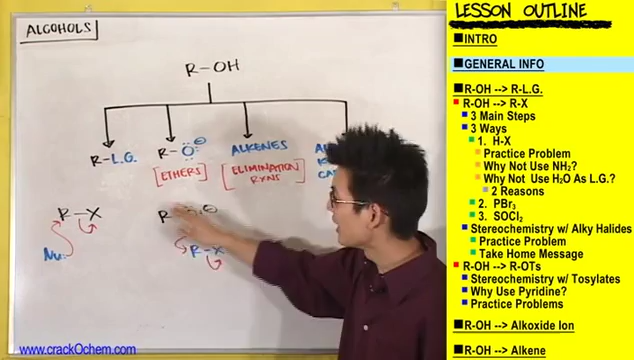 ALCOHOLS
R-OH
R-L.G.
R-O:⊖
ALKENES
[ETHERS]
[ELIMINATION
RXNS]
R-X
Nu:
R
R-X
www.crackOchem.com
LESSON OUTLINE
INTRO
GENERAL INFO
R-OH --> R-L.G.
R-OH --> R-X
3 Main Steps
3 Ways
1. H-X
Practice Problem
Why Not Use NH2?
Why Not Use H2O As L.G.?
2 Reasons
2. PBr3
3. SOCl2
Stereochemistry w/ Alky Halides
Practice Problem
Take Home Message
R-OH --> R-OTs
Stereochemistry w/ Tosylates
Why Use Pyridine?
Practice Problems
R-OH --> Alkoxide Ion
R-OH --> Alkene